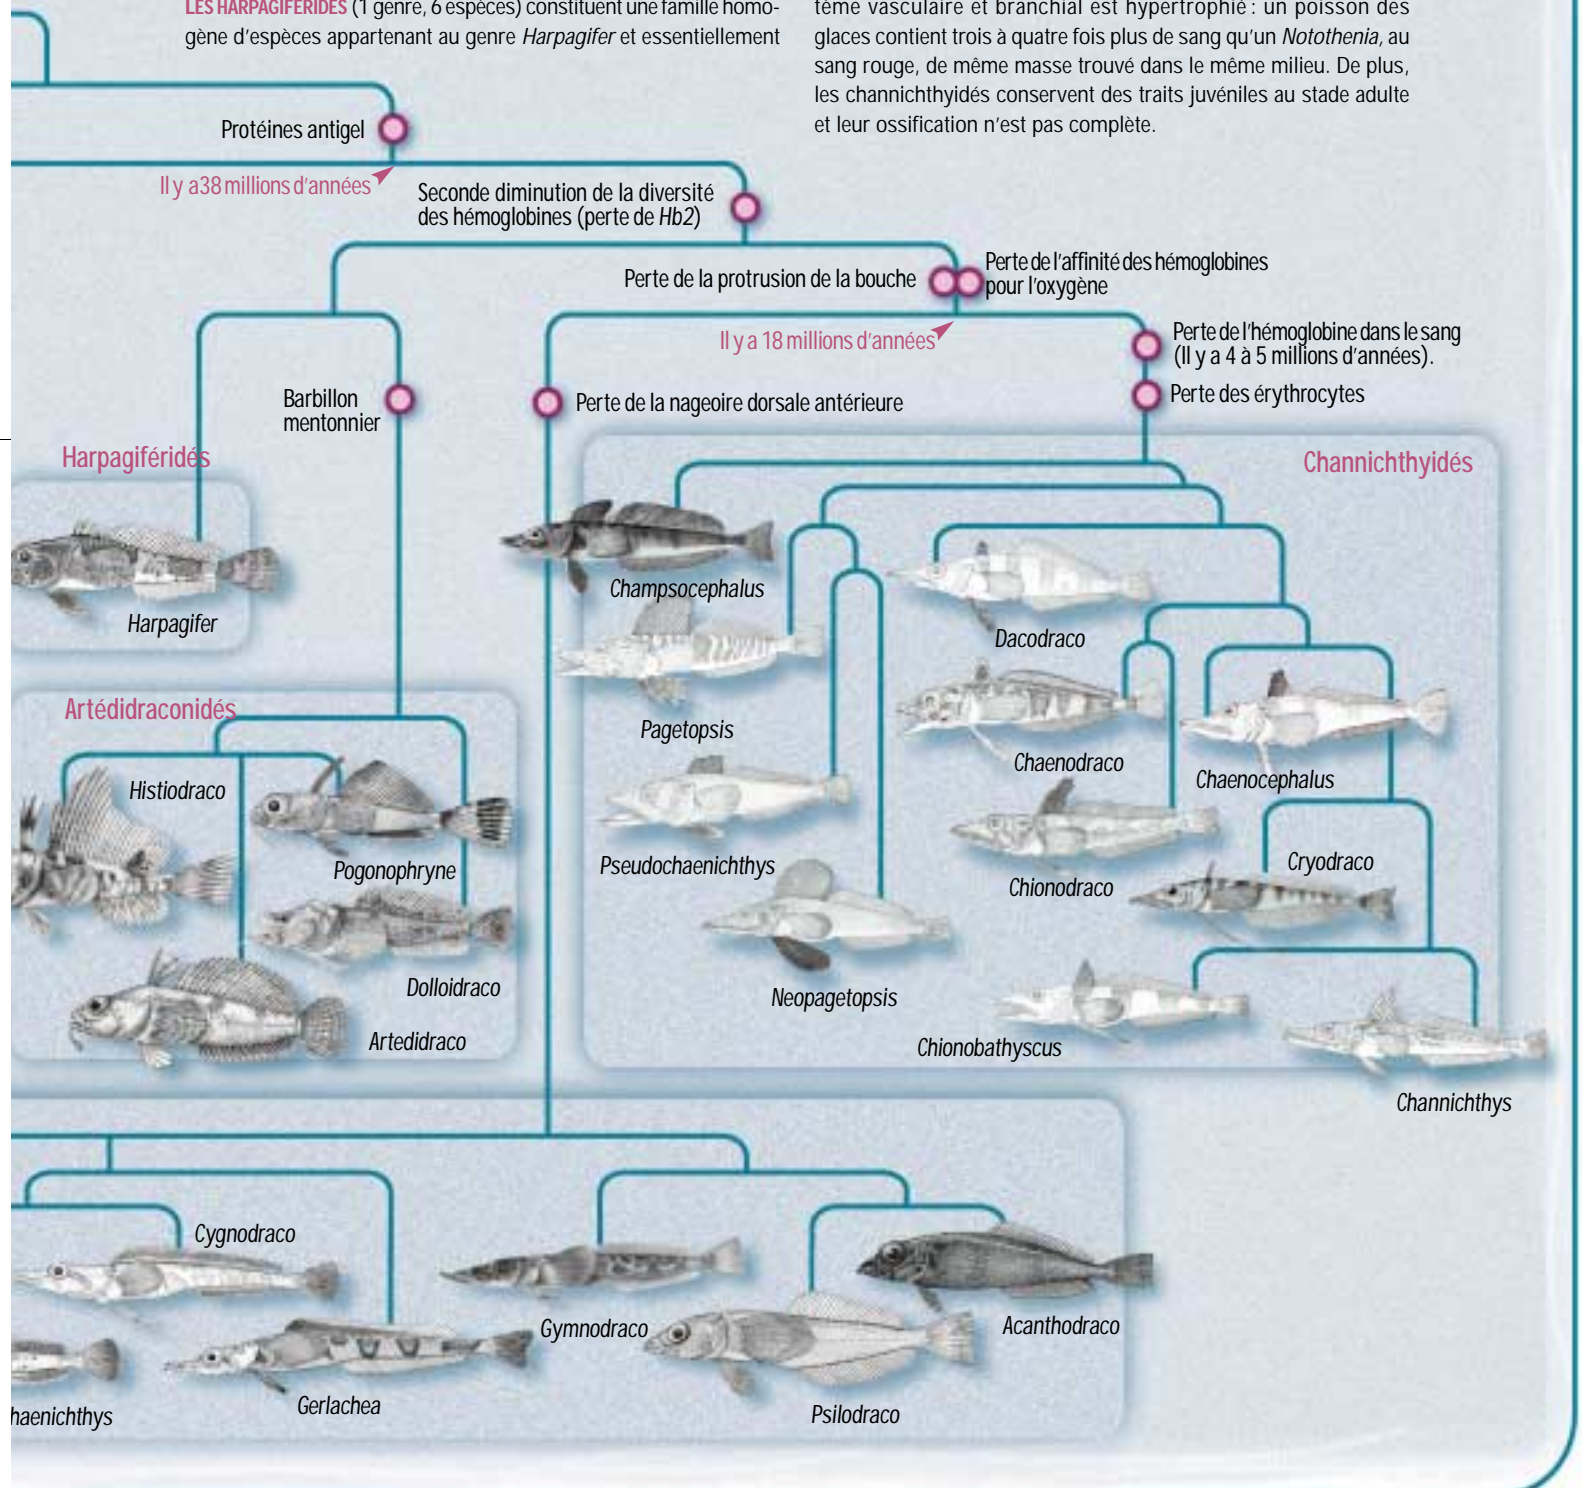 LES HARPAGIFÉRIDÉS (1 genre, 6 espèces) constituent une famille homo-
gène d'espèces appartenant au genre Harpagifer et essentiellement
tème vasculaire et branchial est hypertrophié : un poisson des
glaces contient trois à quatre fois plus de sang qu'un Notothenia, au
sang rouge, de même masse trouvé dans le même milieu. De plus,
les channichthyidés conservent des traits juvéniles au stade adulte
et leur ossification n'est pas complète.
Protéines antigel
Il y a38 millions d'années
Seconde diminution de la diversité
des hémoglobines (perte de Hb2)
Perte de la protrusion de la bouche
Perte de l'affinité des hémoglobines
pour l'oxygène
Il y a 18 millions d'années
Perte de l'hémoglobine dans le sang
(Il y a 4 à 5 millions d'années).
Barbillon
mentonnier
Perte de la nageoire dorsale antérieure
Perte des érythrocytes
Harpagiféridés
Channichthyidés
Champsocephalus
Harpagifer
Dacodraco
Artédidraconidés
Pagetopsis
Chaenodraco
Chaenocephalus
Histiodraco
Pogonophryne
Pseudochaenichthys
Chionodraco
Cryodraco
Dolloidraco
Neopagetopsis
Artedidraco
Chionobathyscus
Channichthys
Cygnodraco
Gymnodraco
Acanthodraco
Gerlachea
Psilodraco
haenichthys